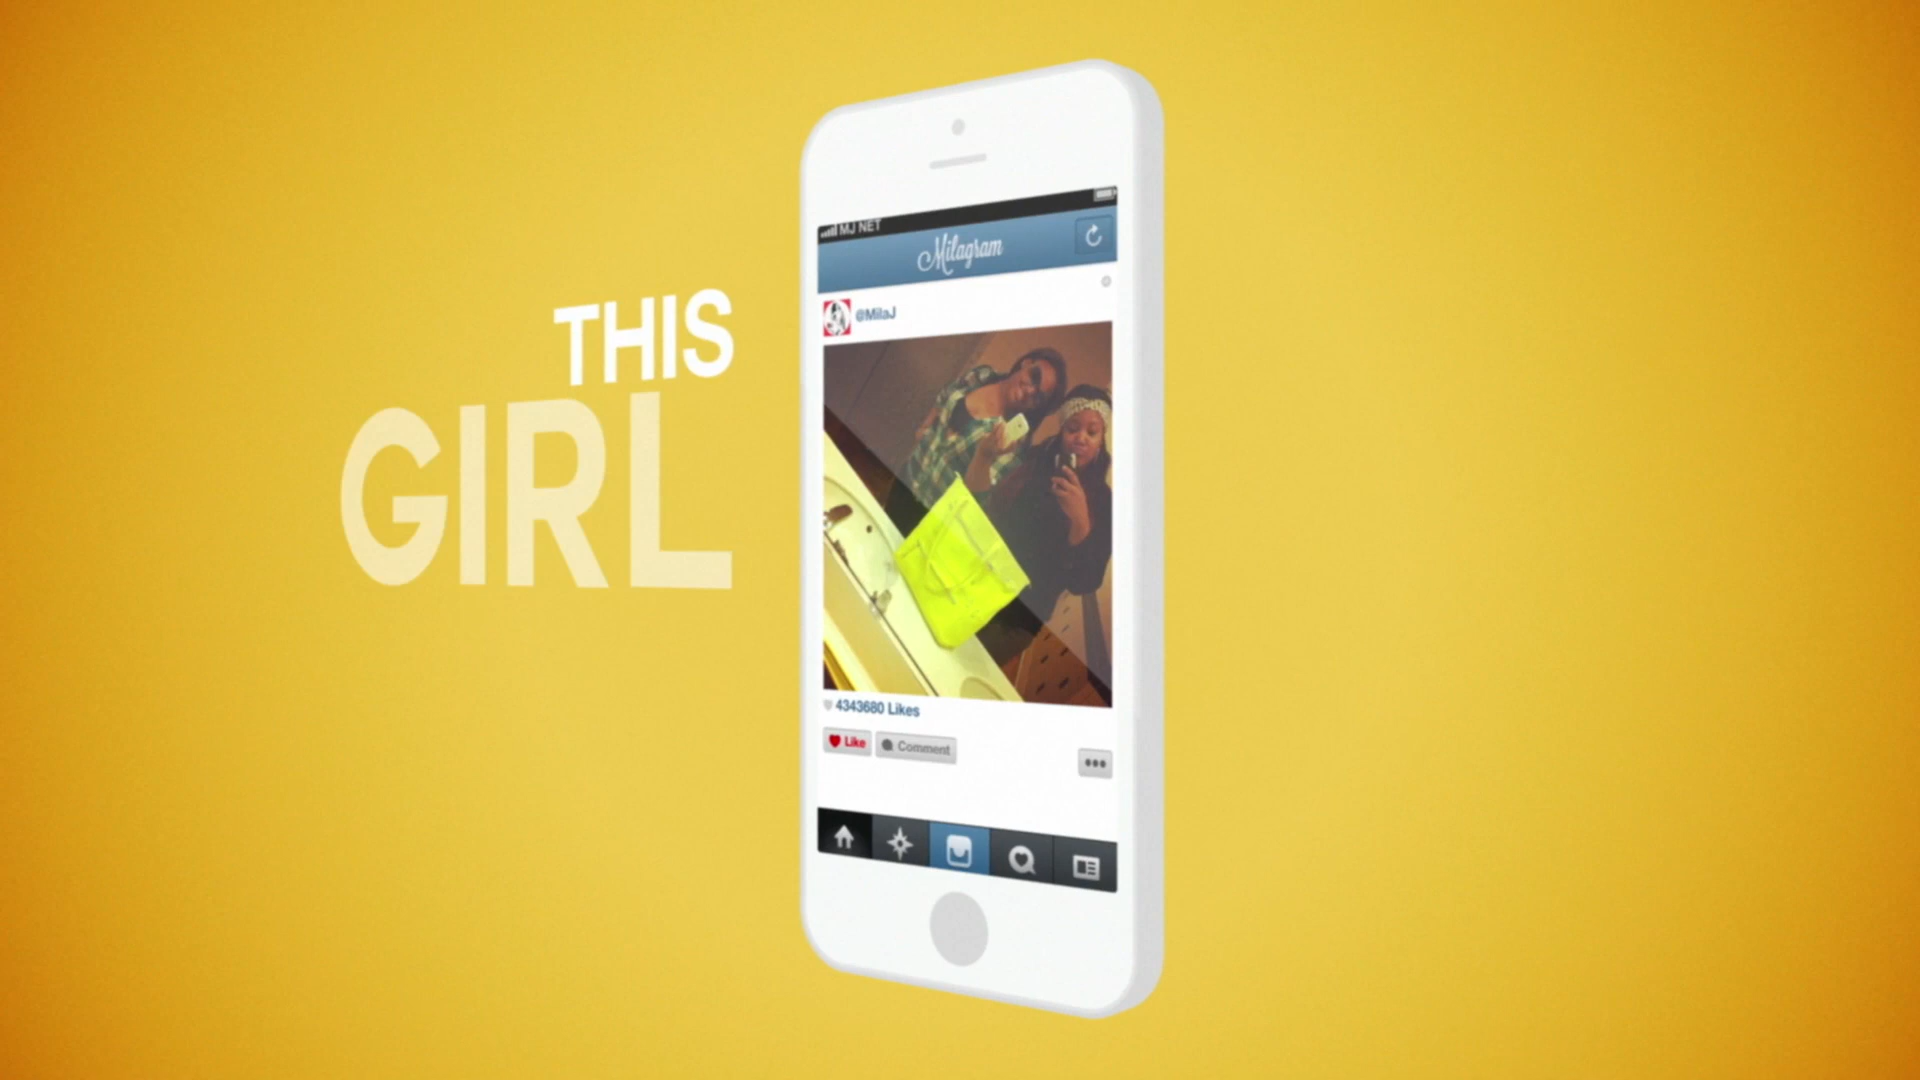 THIS
GIRL
MJ NET
Milagram
@MilaJ
4343680 Likes
Like
Comment